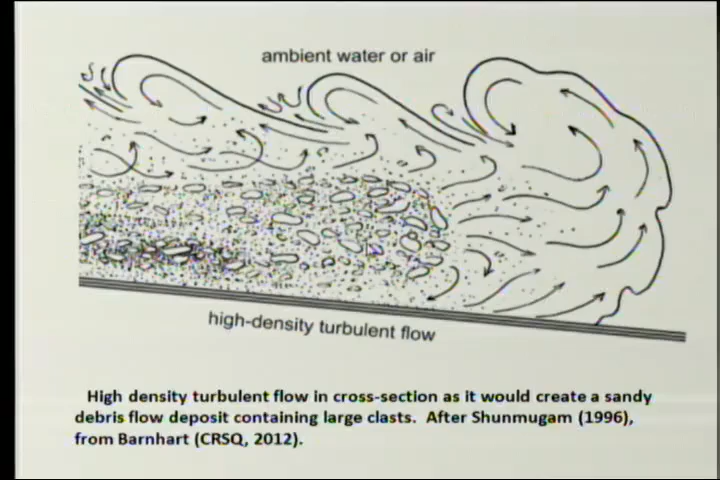 ambient water or air
high-density turbulent flow
High density turbulent flow in cross-section as it would create a sandy
debris flow deposit containing large clasts. After Shunmugam (1996),
from Barnhart (CRSQ, 2012).